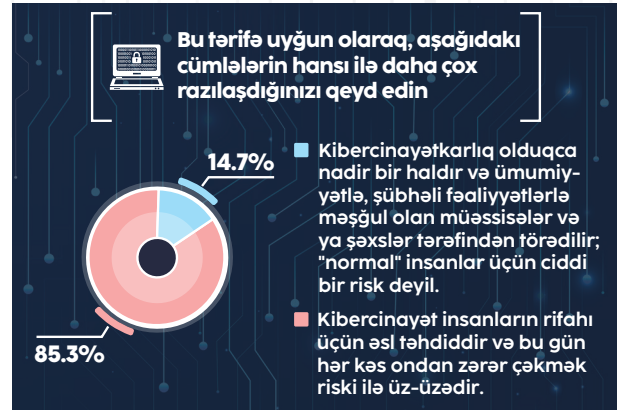 Bu tərifə uyğun olaraq, aşağıdakı
cümlələrin hansı ilə daha çox
razılaşdığınızı qeyd edin
14.7%
85.3%
Kibercinayətkarlıq olduqca
nadir bir haldır və ümumiy-
yətlə, şübhəli fəaliyyətlərlə
məşğul olan müəssisələr və
ya şəxslər tərəfindən törədilir;
"normal" insanlar üçün ciddi
bir risk deyil.
Kibercinayət insanların rifahı
üçün əsl təhdiddir və bu gün
hər kəs ondan zərər çəkmək
riski ilə üz-üzədir.